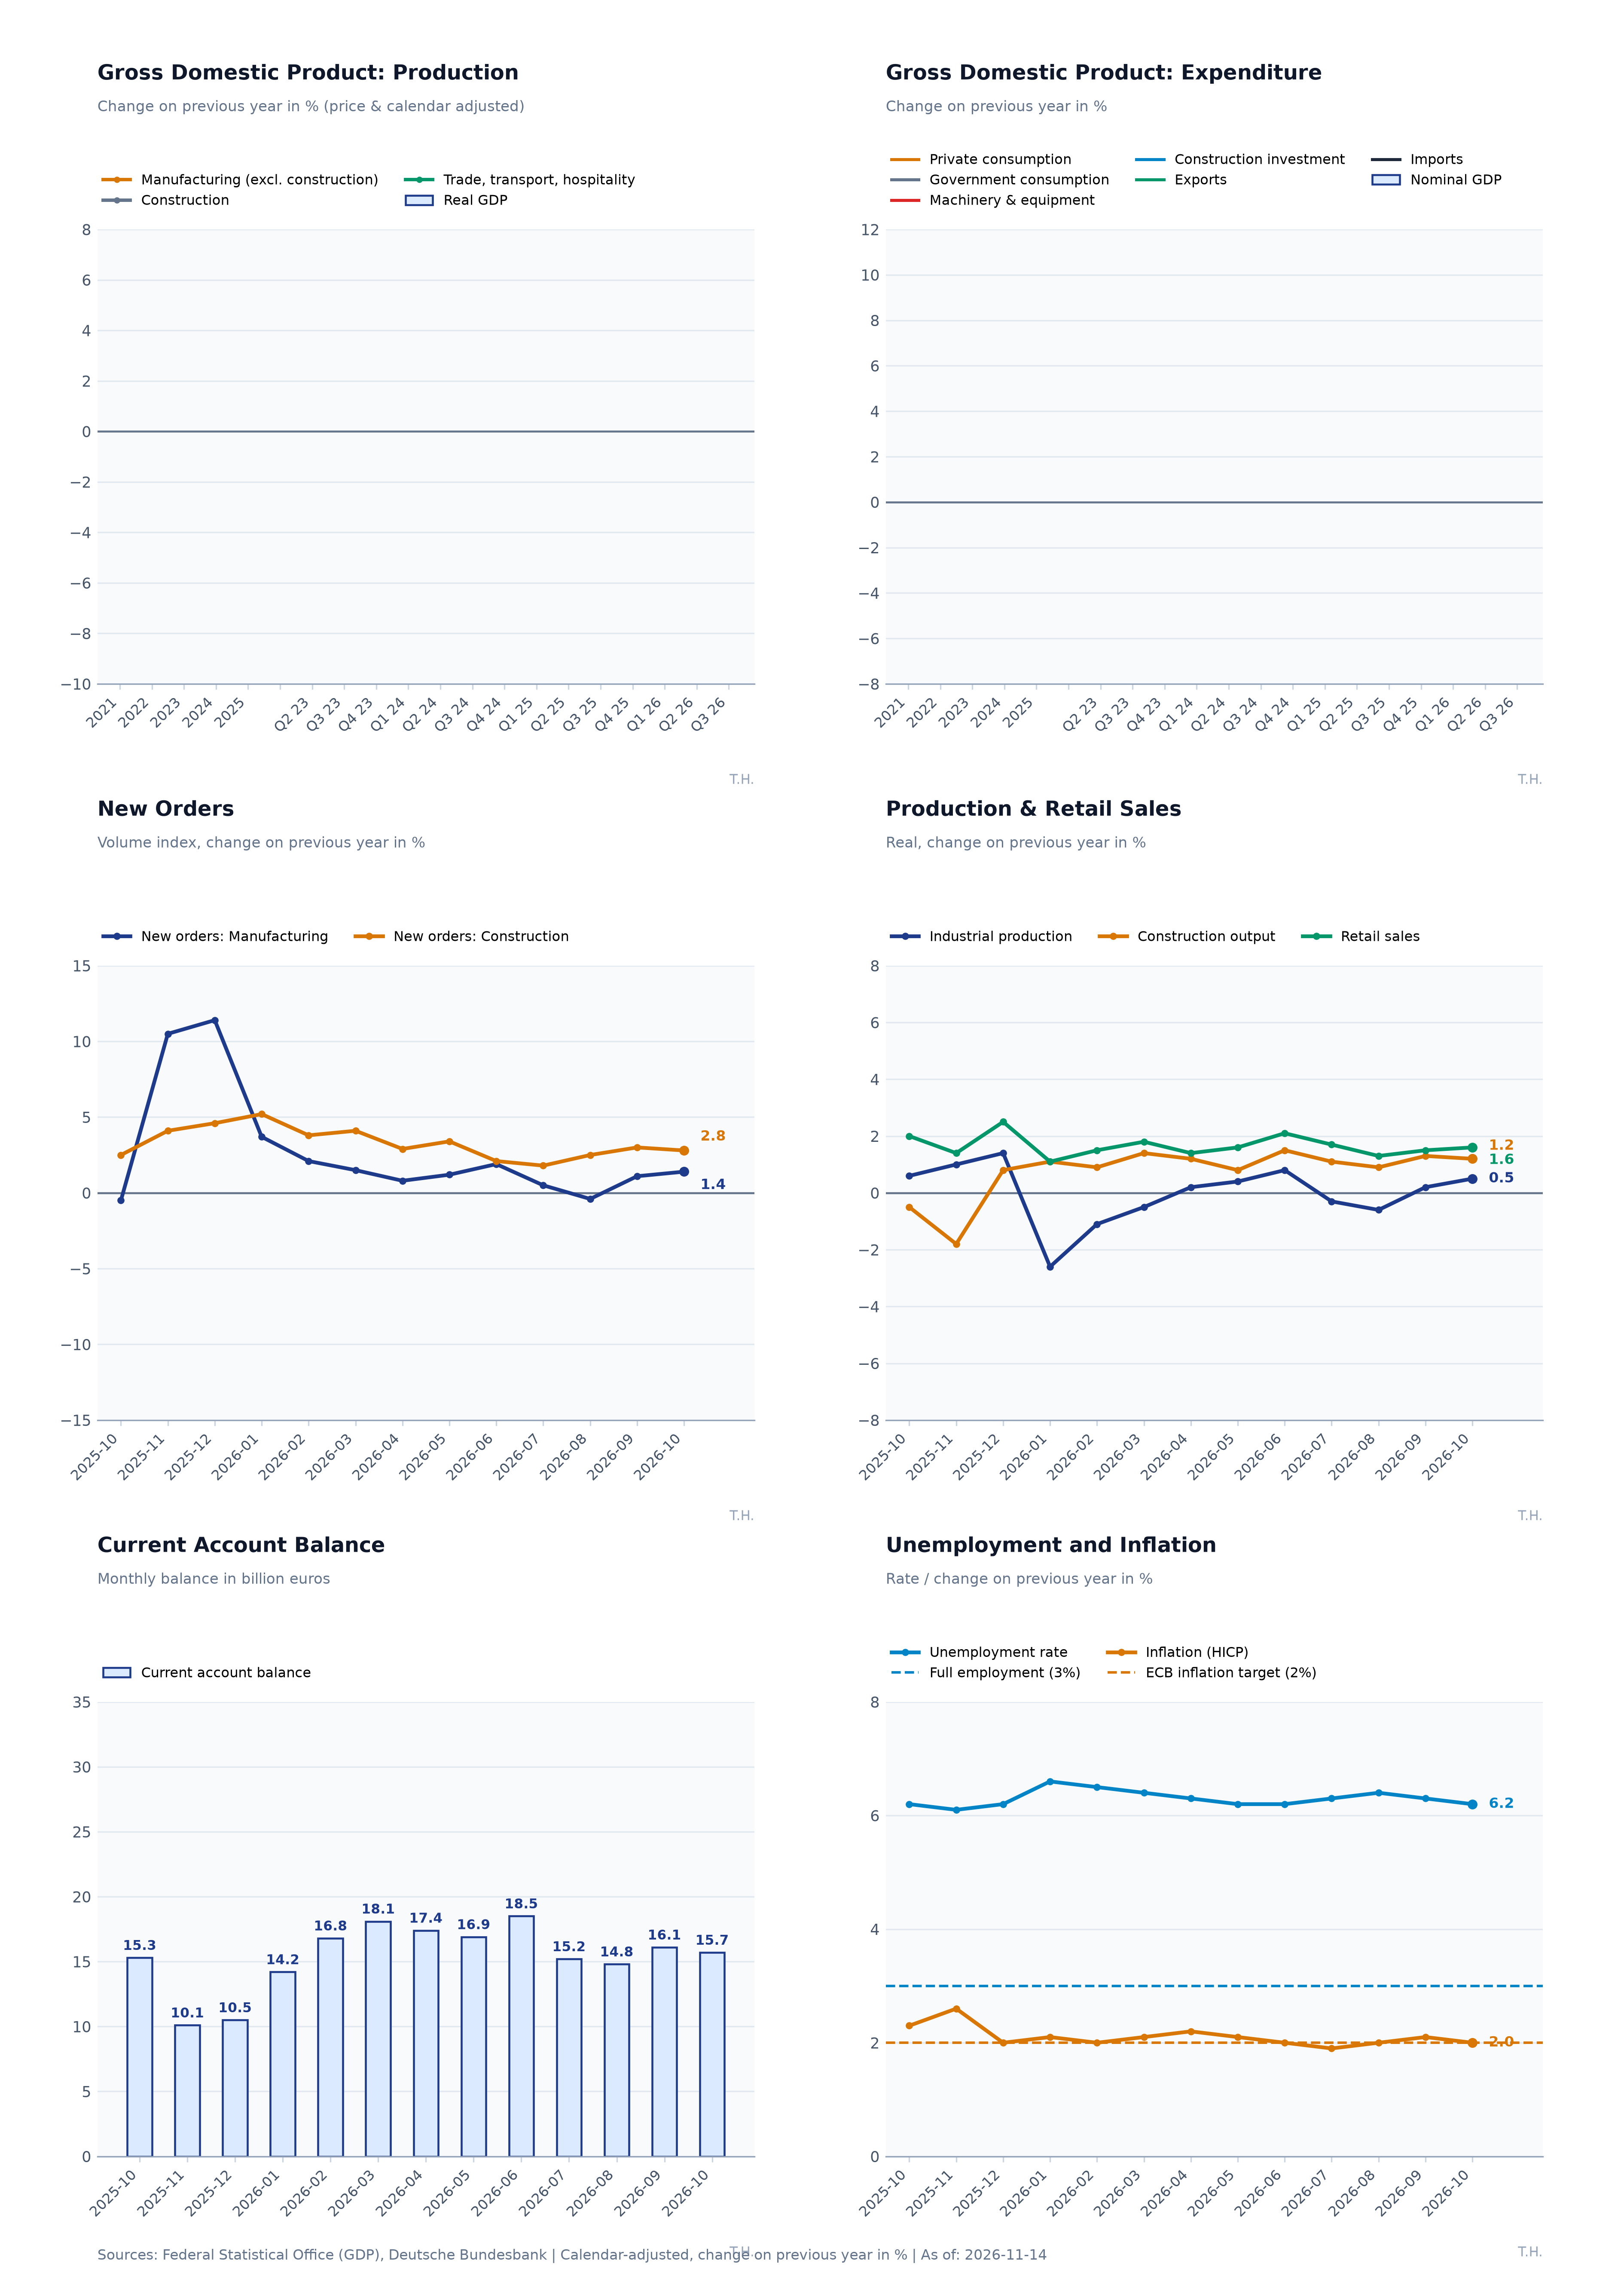 Gross Domestic Product: Production
Change on previous year in % (price & calendar adjusted)
Manufacturing (excl. construction)
Trade, transport, hospitality
Construction
Real GDP
8
6
4
2
0
−2
−4
−6
−8
−10
2021 2022 2023 2024 2025 Q2 23 Q3 23 Q4 23 Q1 24 Q2 24 Q3 24 Q4 24 Q1 25 Q2 25 Q3 25 Q4 25 Q1 26 Q2 26 Q3 26
T.H.
Gross Domestic Product: Expenditure
Change on previous year in %
Private consumption
Construction investment
Imports
Government consumption
Exports
Nominal GDP
Machinery & equipment
12
10
8
6
4
2
0
−2
−4
−6
−8
2021 2022 2023 2024 2025 Q2 23 Q3 23 Q4 23 Q1 24 Q2 24 Q3 24 Q4 24 Q1 25 Q2 25 Q3 25 Q4 25 Q1 26 Q2 26 Q3 26
T.H.
New Orders
Volume index, change on previous year in %
New orders: Manufacturing
New orders: Construction
15
10
5
0
−5
−10
−15
2.8
1.4
2025-10 2025-11 2025-12 2026-01 2026-02 2026-03 2026-04 2026-05 2026-06 2026-07 2026-08 2026-09 2026-10
T.H.
Production & Retail Sales
Real, change on previous year in %
Industrial production
Construction output
Retail sales
8
6
4
2
0
−2
−4
−6
−8
1.2
1.6
0.5
2025-10 2025-11 2025-12 2026-01 2026-02 2026-03 2026-04 2026-05 2026-06 2026-07 2026-08 2026-09 2026-10
T.H.
Current Account Balance
Monthly balance in billion euros
Current account balance
35
30
25
20
15
10
5
0
15.3 10.1 10.5 14.2 16.8 18.1 17.4 16.9 18.5 15.2 14.8 16.1 15.7
2025-10 2025-11 2025-12 2026-01 2026-02 2026-03 2026-04 2026-05 2026-06 2026-07 2026-08 2026-09 2026-10
T.H.
Unemployment and Inflation
Rate / change on previous year in %
Unemployment rate
Inflation (HICP)
Full employment (3%)
ECB inflation target (2%)
8
6
4
2
0
6.2
2.0
2025-10 2025-11 2025-12 2026-01 2026-02 2026-03 2026-04 2026-05 2026-06 2026-07 2026-08 2026-09 2026-10
T.H.
Sources: Federal Statistical Office (GDP), Deutsche Bundesbank | Calendar-adjusted, change on previous year in % | As of: 2026-11-14